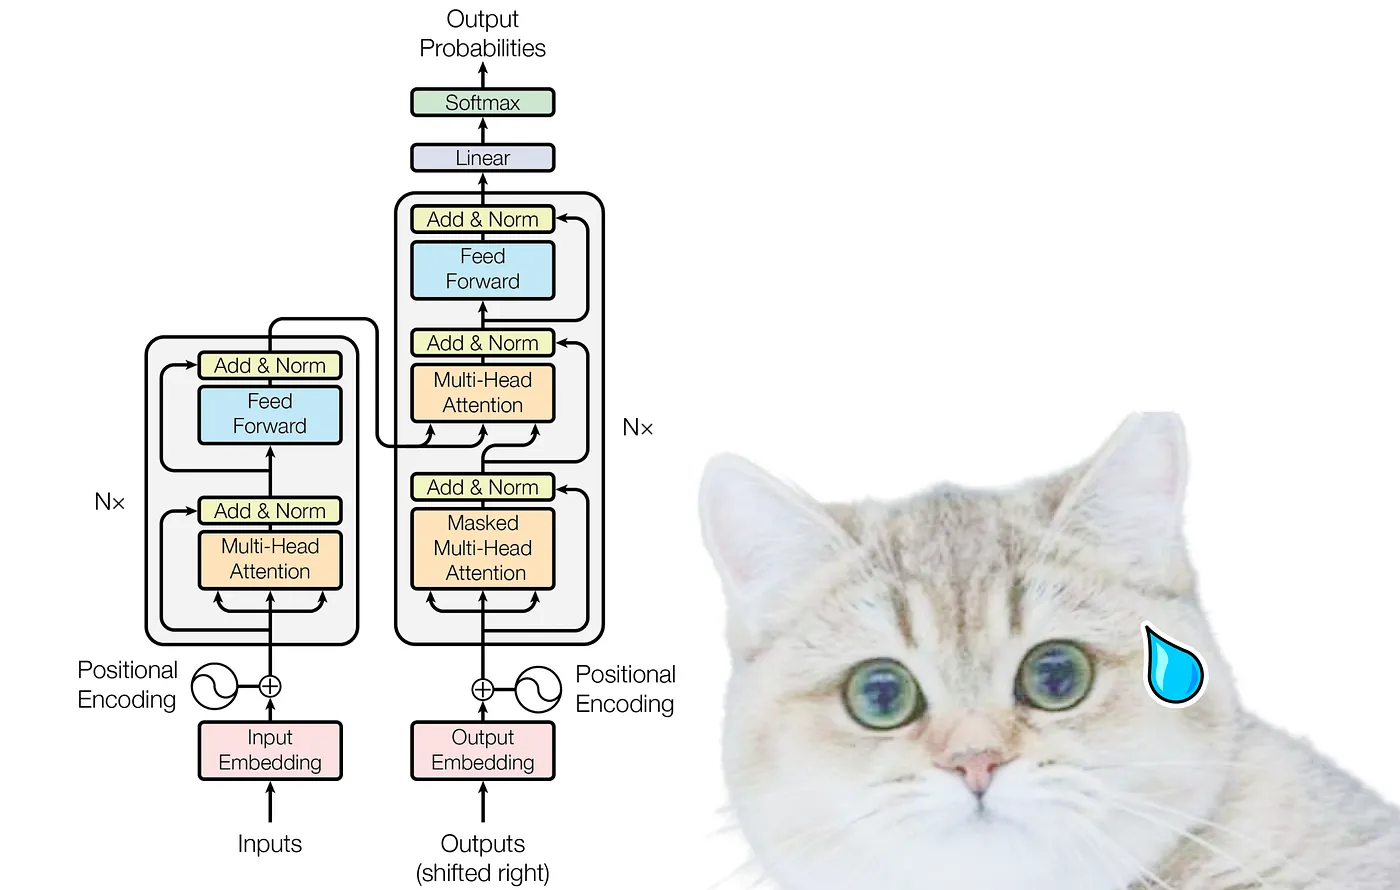 Output
Probabilities
Softmax
Linear
Add & Norm
Feed
Forward
Add & Norm
Multi-Head
Attention
Nx
Add & Norm
Masked
Multi-Head
Attention
Add & Norm
Feed
Forward
Nx
Add & Norm
Multi-Head
Attention
Positional
Encoding
Positional
Encoding
Input
Embedding
Output
Embedding
Inputs
Outputs
(shifted right)